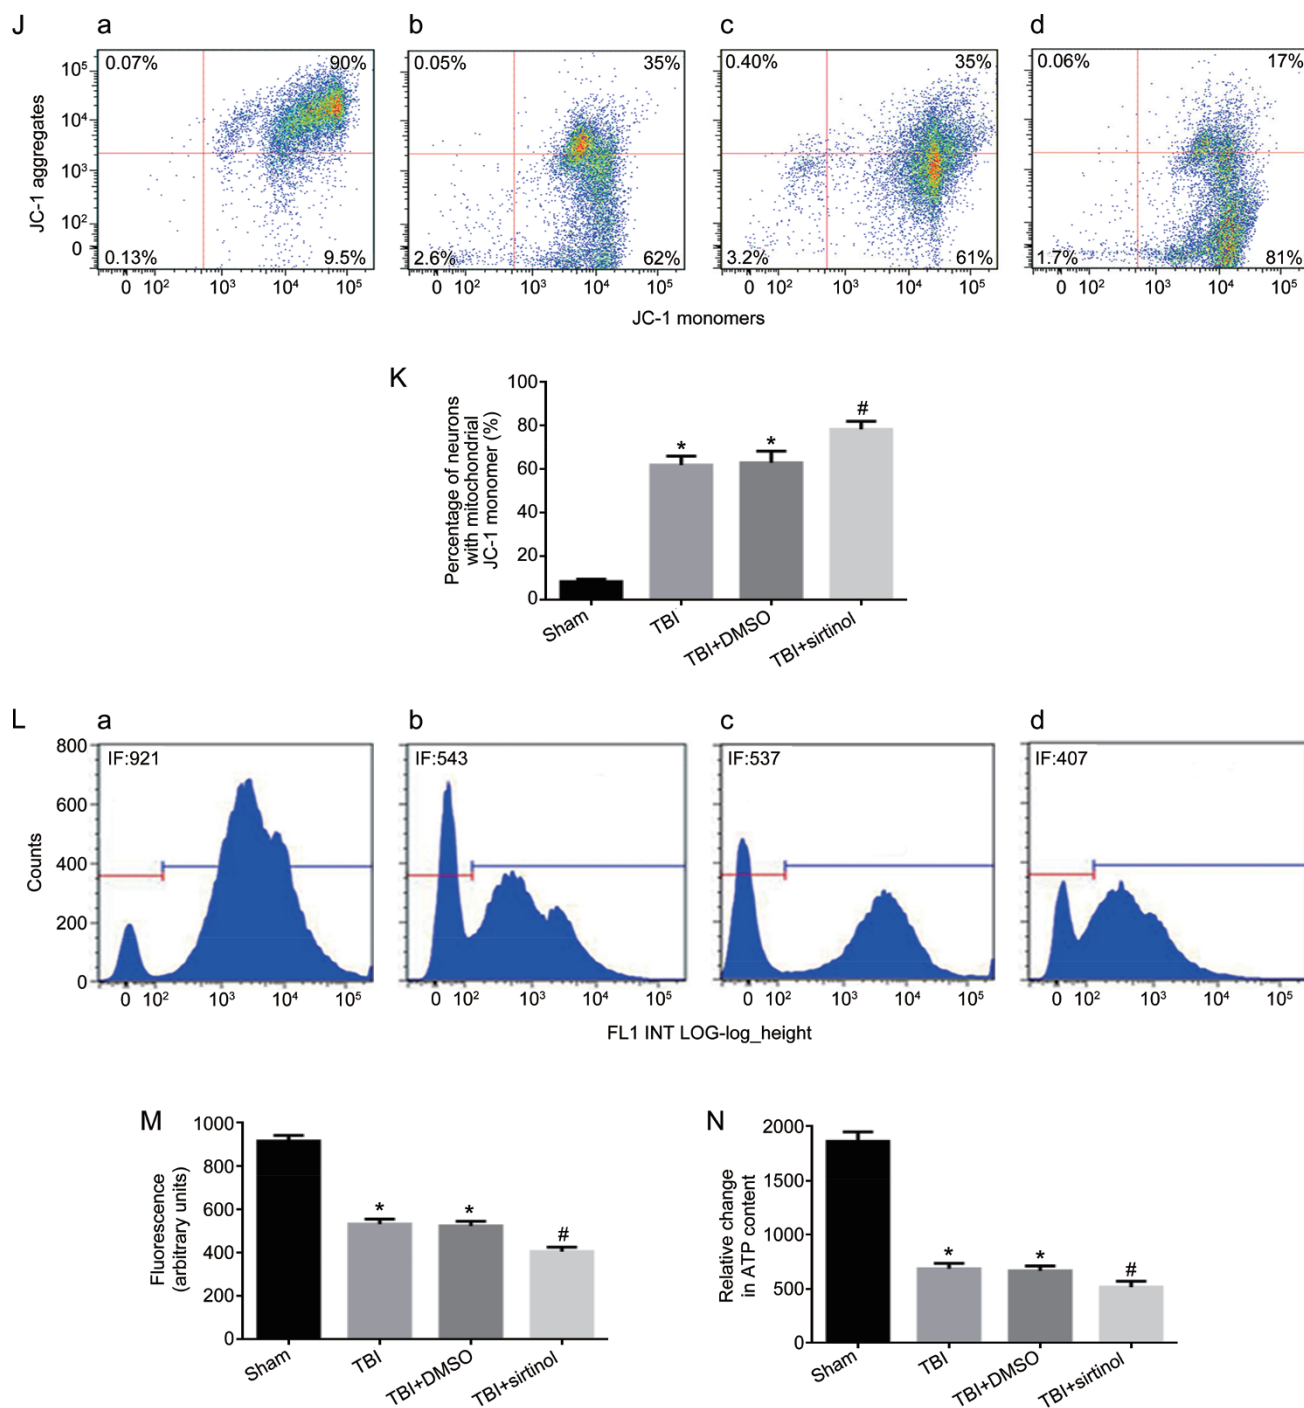 J a b c d
0.07% 90% 0.05% 35% 0.40% 35% 0.06% 17%
JC-1 aggregates
10⁵
10⁴
10³
10²
0
0.13% 9.5% 2.6% 62% 3.2% 61% 1.7% 81%
0 10² 10³ 10⁴ 10⁵ 0 10² 10³ 10⁴ 10⁵ 0 10² 10³ 10⁴ 10⁵ 0 10² 10³ 10⁴ 10⁵
JC-1 monomers
K
Percentage of neurons
with mitochondrial
JC-1 monomer (%)
100
80
60
40
20
0
* * #
Sham TBI TBI+DMSO TBI+sirtinol
L a b c d
IF:921 IF:543 IF:537 IF:407
Counts
800
600
400
200
0
0 10² 10³ 10⁴ 10⁵ 0 10² 10³ 10⁴ 10⁵ 0 10² 10³ 10⁴ 10⁵ 0 10² 10³ 10⁴ 10⁵
FL1 INT LOG-log_height
M
Fluorescence
(arbitrary units)
1000
800
600
400
200
0
* * #
Sham TBI TBI+DMSO TBI+sirtinol
N
Relative change
in ATP content
2000
1500
1000
500
0
* * #
Sham TBI TBI+DMSO TBI+sirtinol